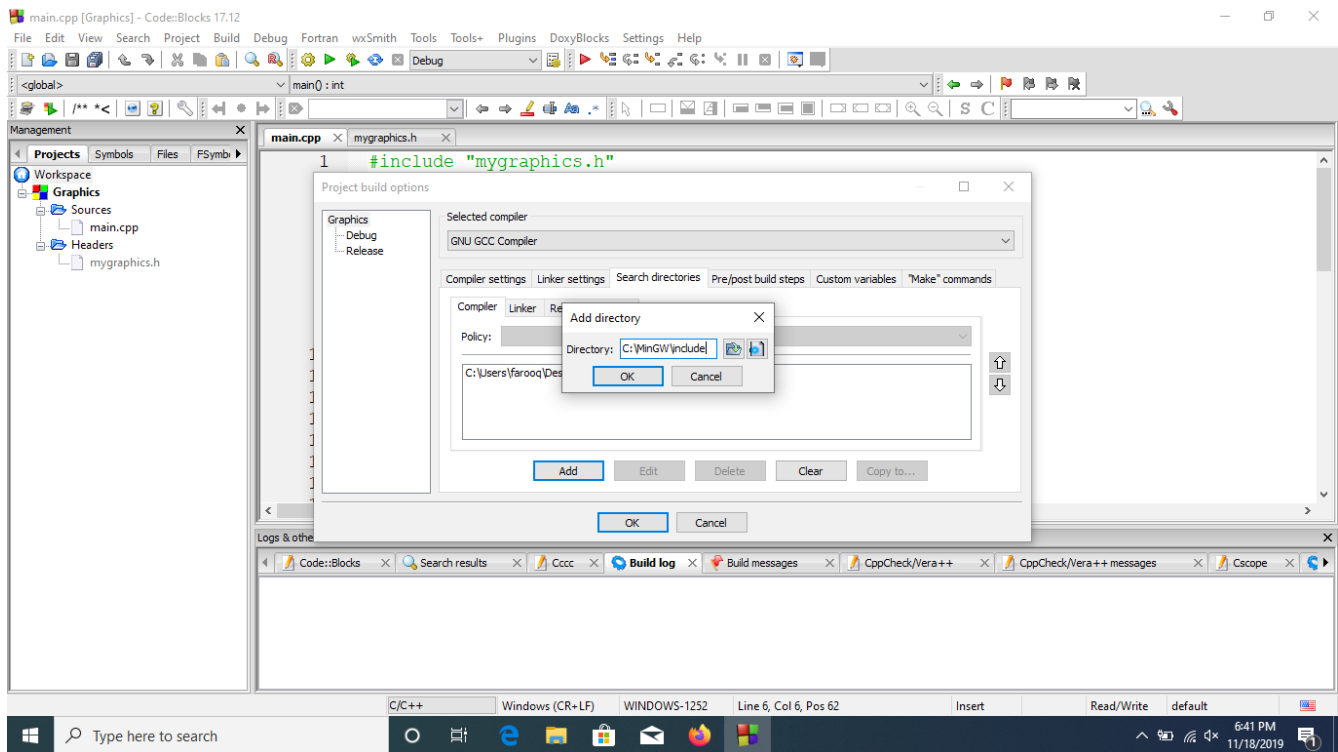 main.cpp [Graphics] - Code::Blocks 17.12
File Edit View Search Project Build Debug Fortran wxSmith Tools Tools+ Plugins DoxyBlocks Settings Help
Debug
<global> main() : int
/** *<
S C
Management
main.cpp mygraphics.h
Projects Symbols Files FSymb
1 #include "mygraphics.h"
Workspace
Graphics
Sources
main.cpp
Headers
mygraphics.h
Project build options
Graphics
Debug
Release
Selected compiler
GNU GCC Compiler
Compiler settings Linker settings Search directories Pre/post build steps Custom variables "Make" commands
Compiler Linker Re
Policy:
C:\Users\farooq\Des
Add directory
Directory: C:\MinGW\include
OK Cancel
Add Edit Delete Clear Copy to...
OK Cancel
Logs & othe
Code::Blocks Search results Cccc Build log Build messages CppCheck/Vera++ CppCheck/Vera++ messages Cscope
C/C++ Windows (CR+LF) WINDOWS-1252 Line 6, Col 6, Pos 62 Insert Read/Write default
Type here to search
6:41 PM
11/18/2019